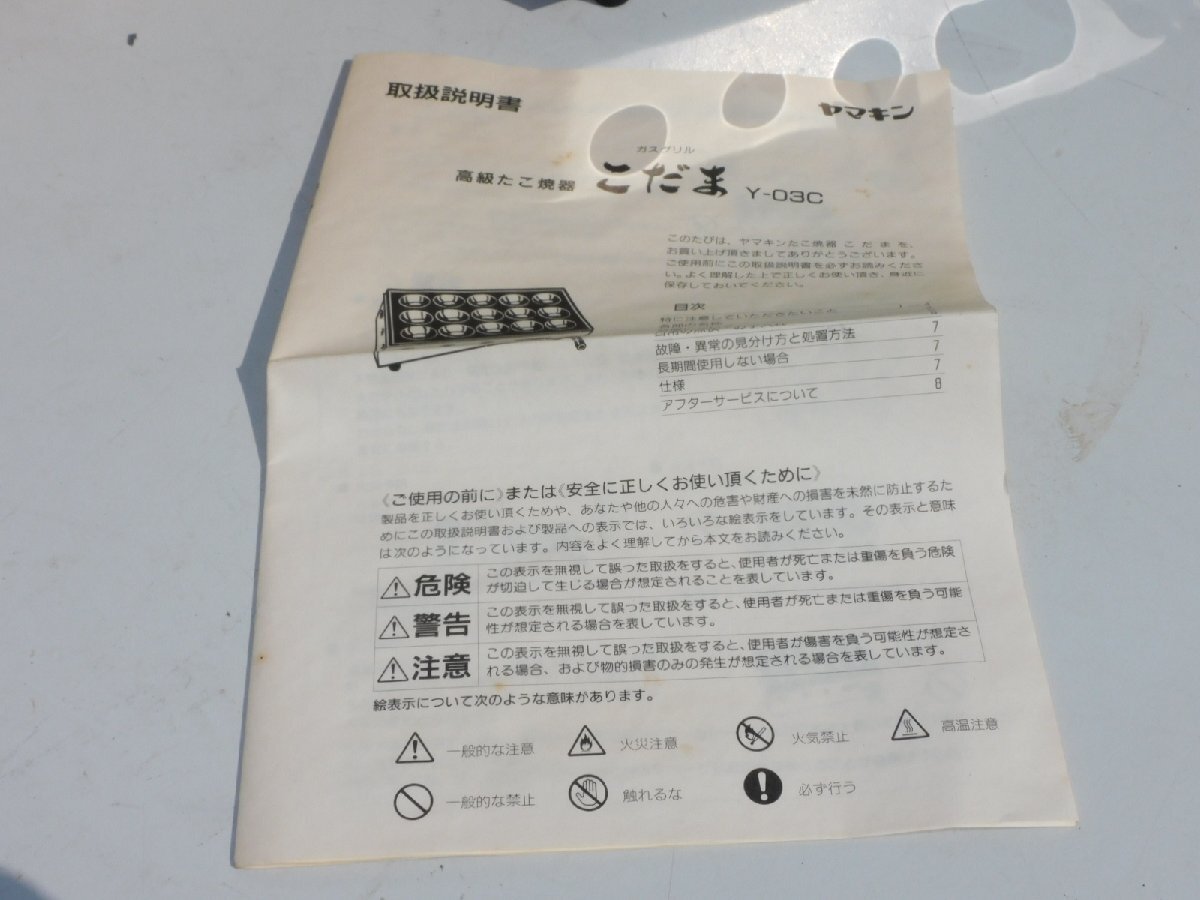 取扱説明書
ヤマキン
ガスグリル
高級たこ焼器 こだま Y-03C
このたびは、ヤマキンたこ焼器 こ だ ま を、
お買い上げ頂きましてありがとうございます。
ご使用前にこの取扱説明書を必ずお読みくださ
い。よく理解した上で正しくお使い頂き、身近に
保存しておいてください。
目次
特に注意していただきたいこと
故障・異常の見分け方と処置方法 7
長期間使用しない場合 7
仕様 7
アフターサービスについて 8
《ご使用の前に》または《安全に正しくお使い頂くために》
製品を正しくお使い頂くためや、あなたや他の人々への危害や財産への損害を未然に防止するた
めにこの取扱説明書および製品への表示では、いろいろな絵表示をしています。その表示と意味
は次のようになっています。内容をよく理解してから本文をお読みください。
危険 この表示を無視して誤った取扱をすると、使用者が死亡または重傷を負う危険
が切迫して生じる場合が想定されることを表しています。
警告 この表示を無視して誤った取扱をすると、使用者が死亡または重傷を負う可能
性が想定される場合を表しています。
注意 この表示を無視して誤った取扱をすると、使用者が傷害を負う可能性が想定さ
れる場合、および物的損害のみの発生が想定される場合を表しています。
絵表示について次のような意味があります。
一般的な注意 火災注意 火気禁止 高温注意
一般的な禁止 触れるな 必ず行う